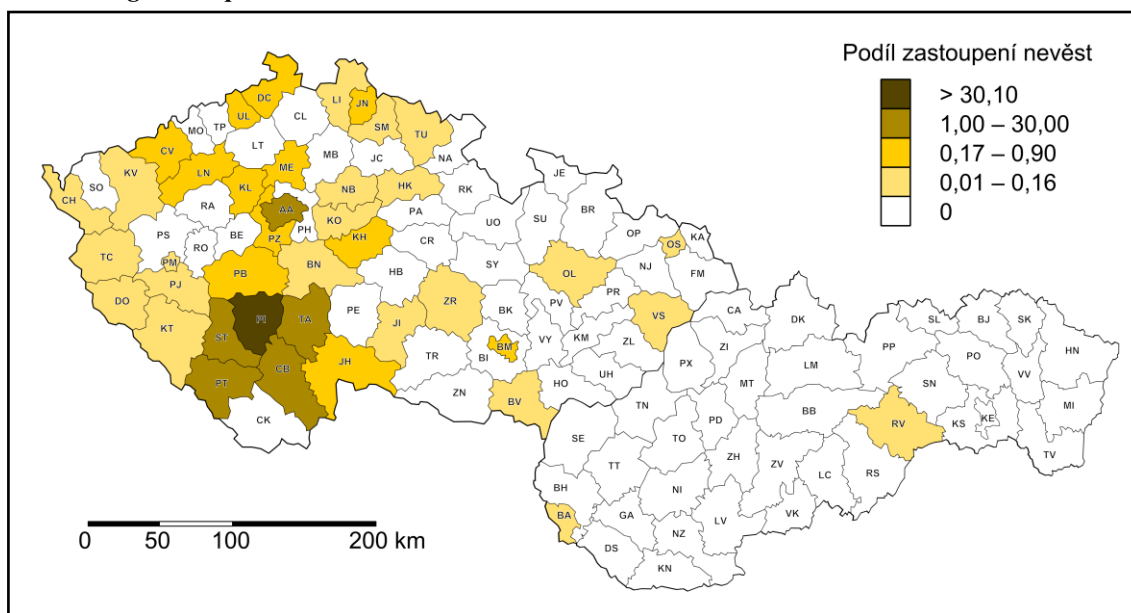 Podíl zastoupení nevěst
> 30,10
1,00 – 30,00
0,17 – 0,90
0,01 – 0,16
0
DC
LI
JN
UL
CL
SM
TU
MO
TP
LT
CV
ME
MB
JC
NA
KV
LN
SO
KL
NB
HK
RK
JE
CH
RA
AA
PA
UO
SU
BR
KO
PS
RO
BE
PH
PZ
KH
CR
OP
OS
KA
TC
PM
PB
BN
HB
SY
OL
NJ
FM
PJ
DO
ZR
PR
KT
ST
PI
TA
PE
JI
BK
PV
VS
CA
DK
SL
BJ
SK
TR
BI
BM
VY
KM
ZL
PX
ZI
PP
PO
HN
PT
CB
JH
UH
MT
LM
SN
VV
ZN
BV
HO
CK
TN
PD
BB
RV
KS
KE
MI
SE
TO
TV
TT
ZH
ZV
LC
RS
BH
NI
BA
GA
LV
VK
NZ
DS
KN
0
50
100
200 km